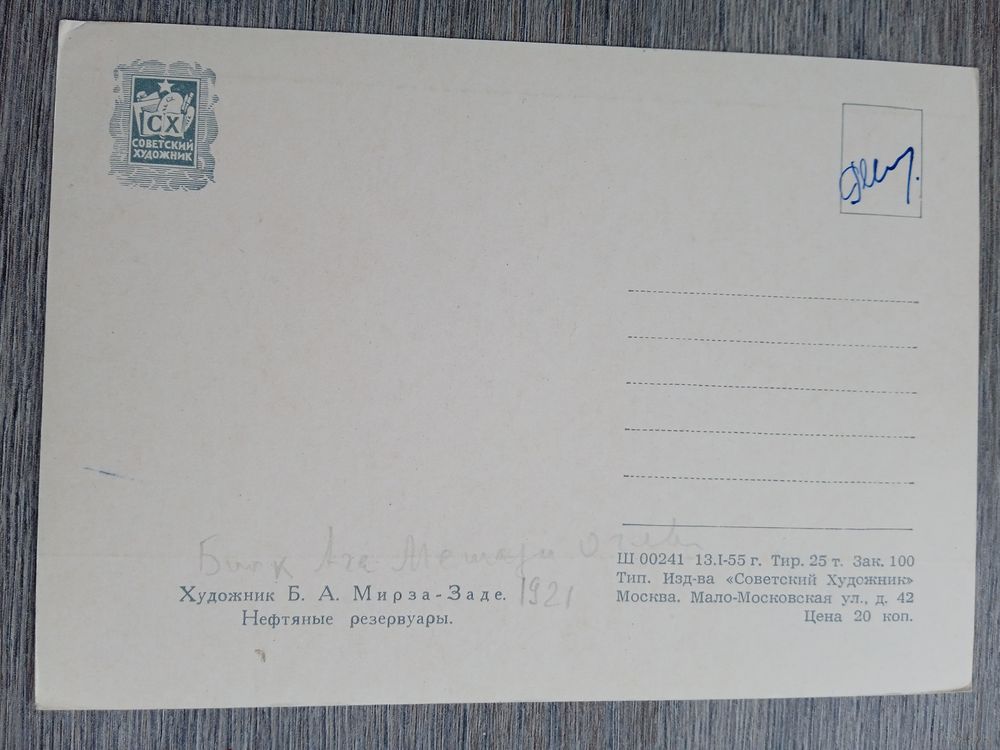 СХ
СОВЕТСКИЙ
ХУДОЖНИК
Ага
Художник Б. А. Мирза-Заде.
1921
Нефтяные резервуары.
Ш 00241 13.I-55 г. Тир. 25 т. Зак. 100
Тип. Изд-ва «Советский Художник»
Москва. Мало-Московская ул., д. 42
Цена 20 коп.